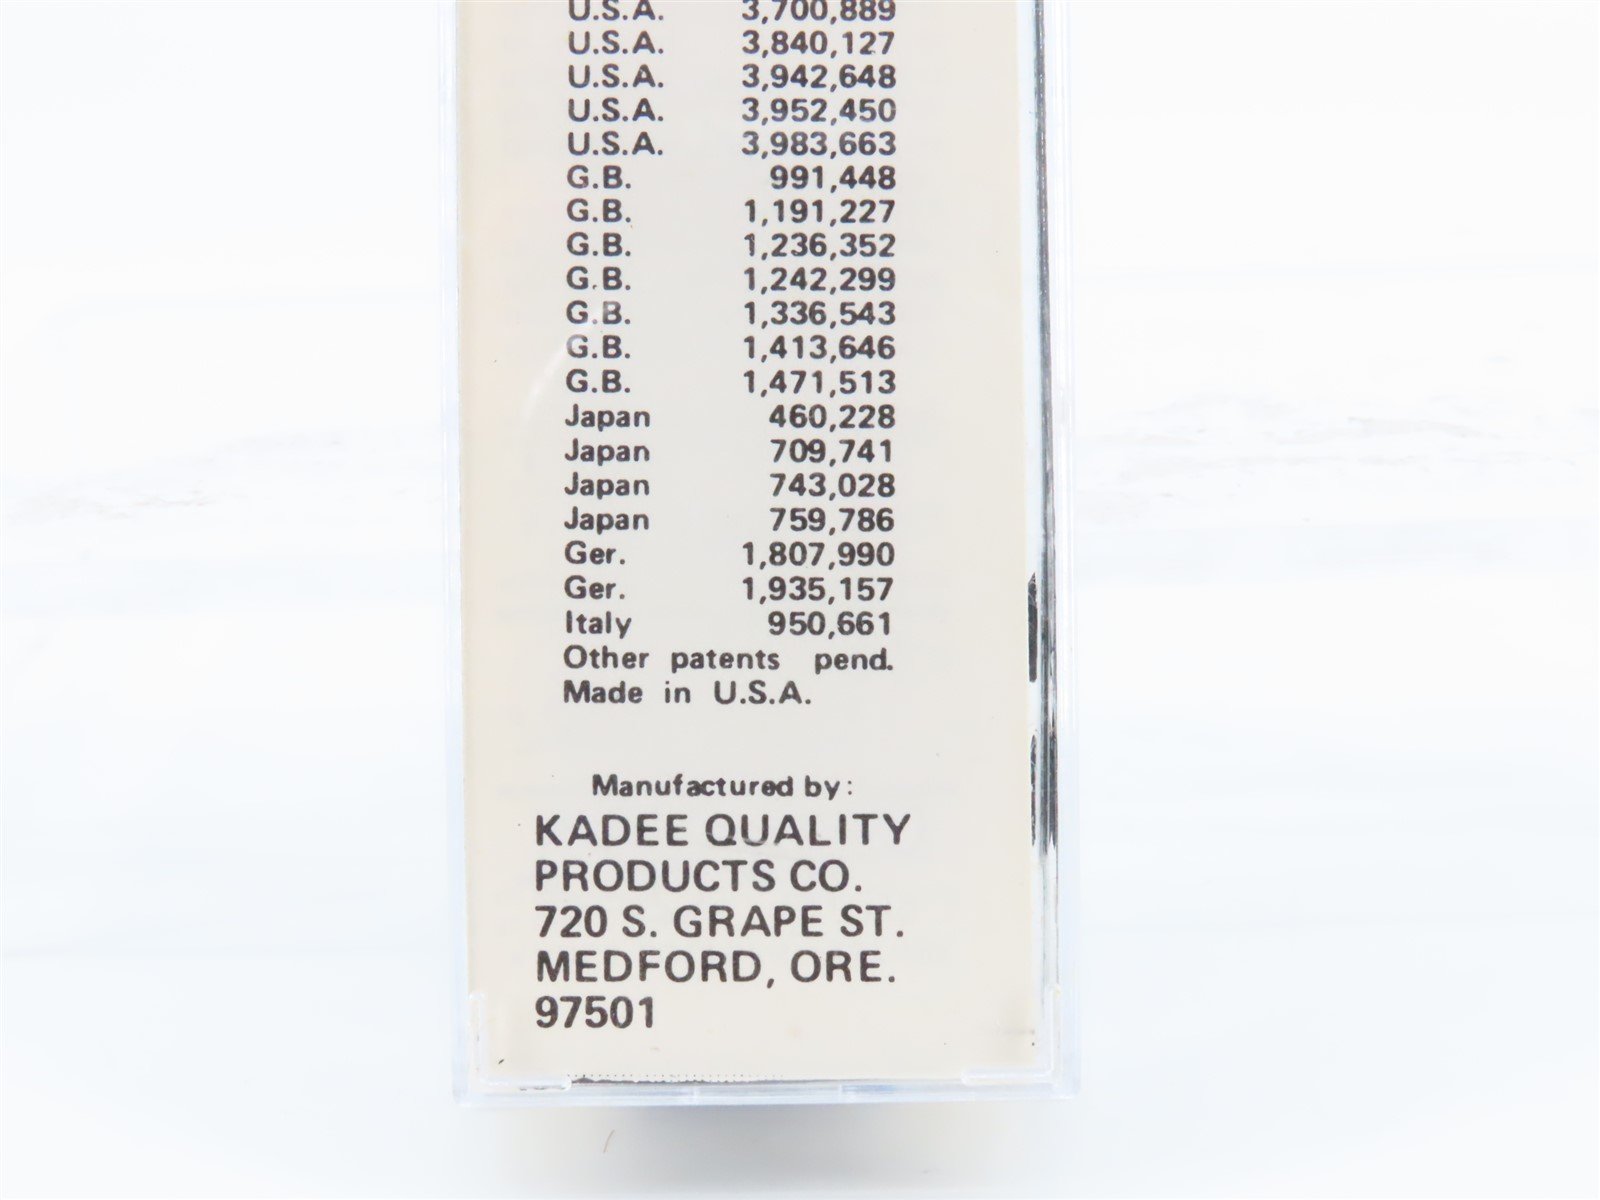 U.S.A. 3,700,889
U.S.A. 3,840,127
U.S.A. 3,942,648
U.S.A. 3,952,450
U.S.A. 3,983,663
G.B. 991,448
G.B. 1,191,227
G.B. 1,236,352
G.B. 1,242,299
G.B. 1,336,543
G.B. 1,413,646
G.B. 1,471,513
Japan 460,228
Japan 709,741
Japan 743,028
Japan 759,786
Ger. 1,807,990
Ger. 1,935,157
Italy 950,661
Other patents pend.
Made in U.S.A.
Manufactured by:
KADEE QUALITY
PRODUCTS CO.
720 S. GRAPE ST.
MEDFORD, ORE.
97501